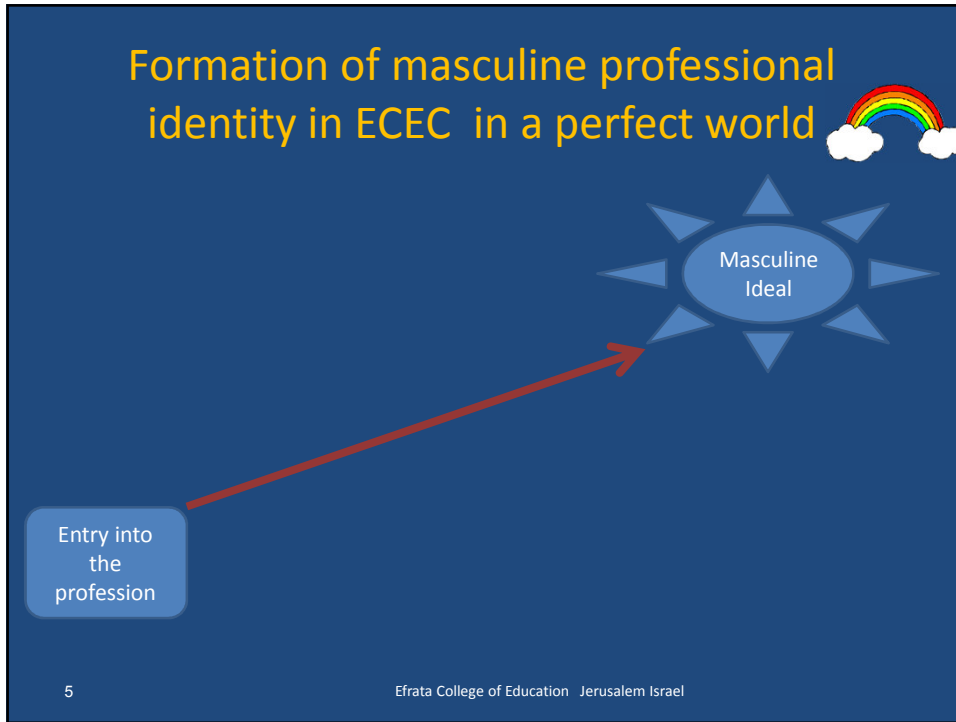 Formation of masculine professional
identity in ECEC in a perfect world
Masculine
Ideal
Entry into
the
profession
5
Efrata College of Education Jerusalem Israel